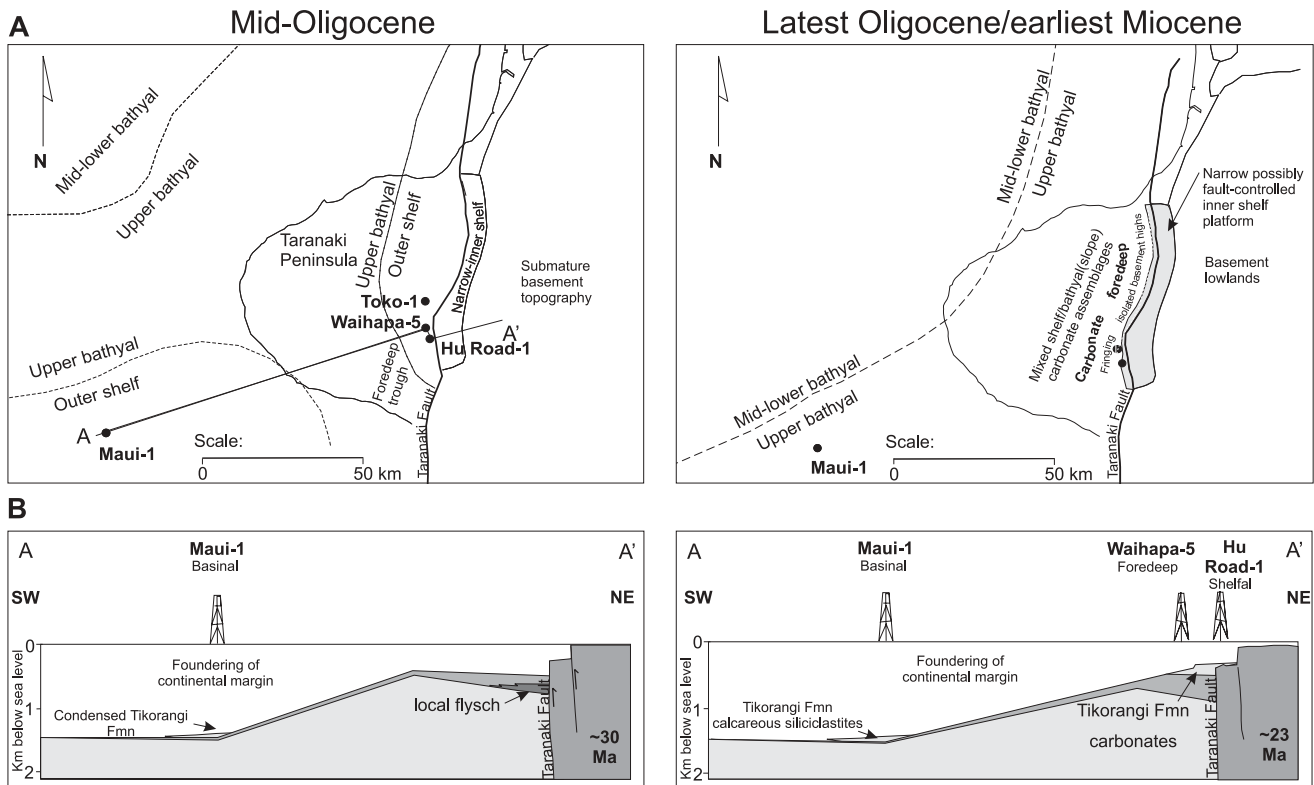 A
Mid-Oligocene
Latest Oligocene/earliest Miocene
N
Mid-lower bathyal
Upper bathyal
Taranaki
Peninsula
Upper bathyal
Outer shelf
Narrow-inner shelf
Submature
basement
topography
Toko-1
Waihapa-5
A'
Hu Road-1
Upper bathyal
Outer shelf
Foredeep
trough
Taranaki Fault
A
Maui-1
Scale:
0
50 km
N
Mid-lower bathyal
Upper bathyal
Narrow possibly
fault-controlled
inner shelf
platform
Basement
lowlands
Mixed shelf/bathyal(slope)
carbonate assemblages
Carbonate foredeep
Fringing isolated basement highs
Mid-lower bathyal
Upper bathyal
Taranaki Fault
Maui-1
Scale:
0
50 km
B
A
Maui-1
Basinal
A'
SW
NE
0
1
2
Km below sea level
Foundering of
continental margin
Condensed Tikorangi
Fmn
local flysch
Taranaki Fault
~30
Ma
A
Maui-1
Basinal
Waihapa-5
Foredeep
Hu
Road-1
Shelfal
A'
SW
NE
0
1
2
Km below sea level
Foundering of
continental margin
Tikorangi Fmn
calcareous siliciclastites
Tikorangi Fmn
carbonates
Taranaki Fault
~23
Ma